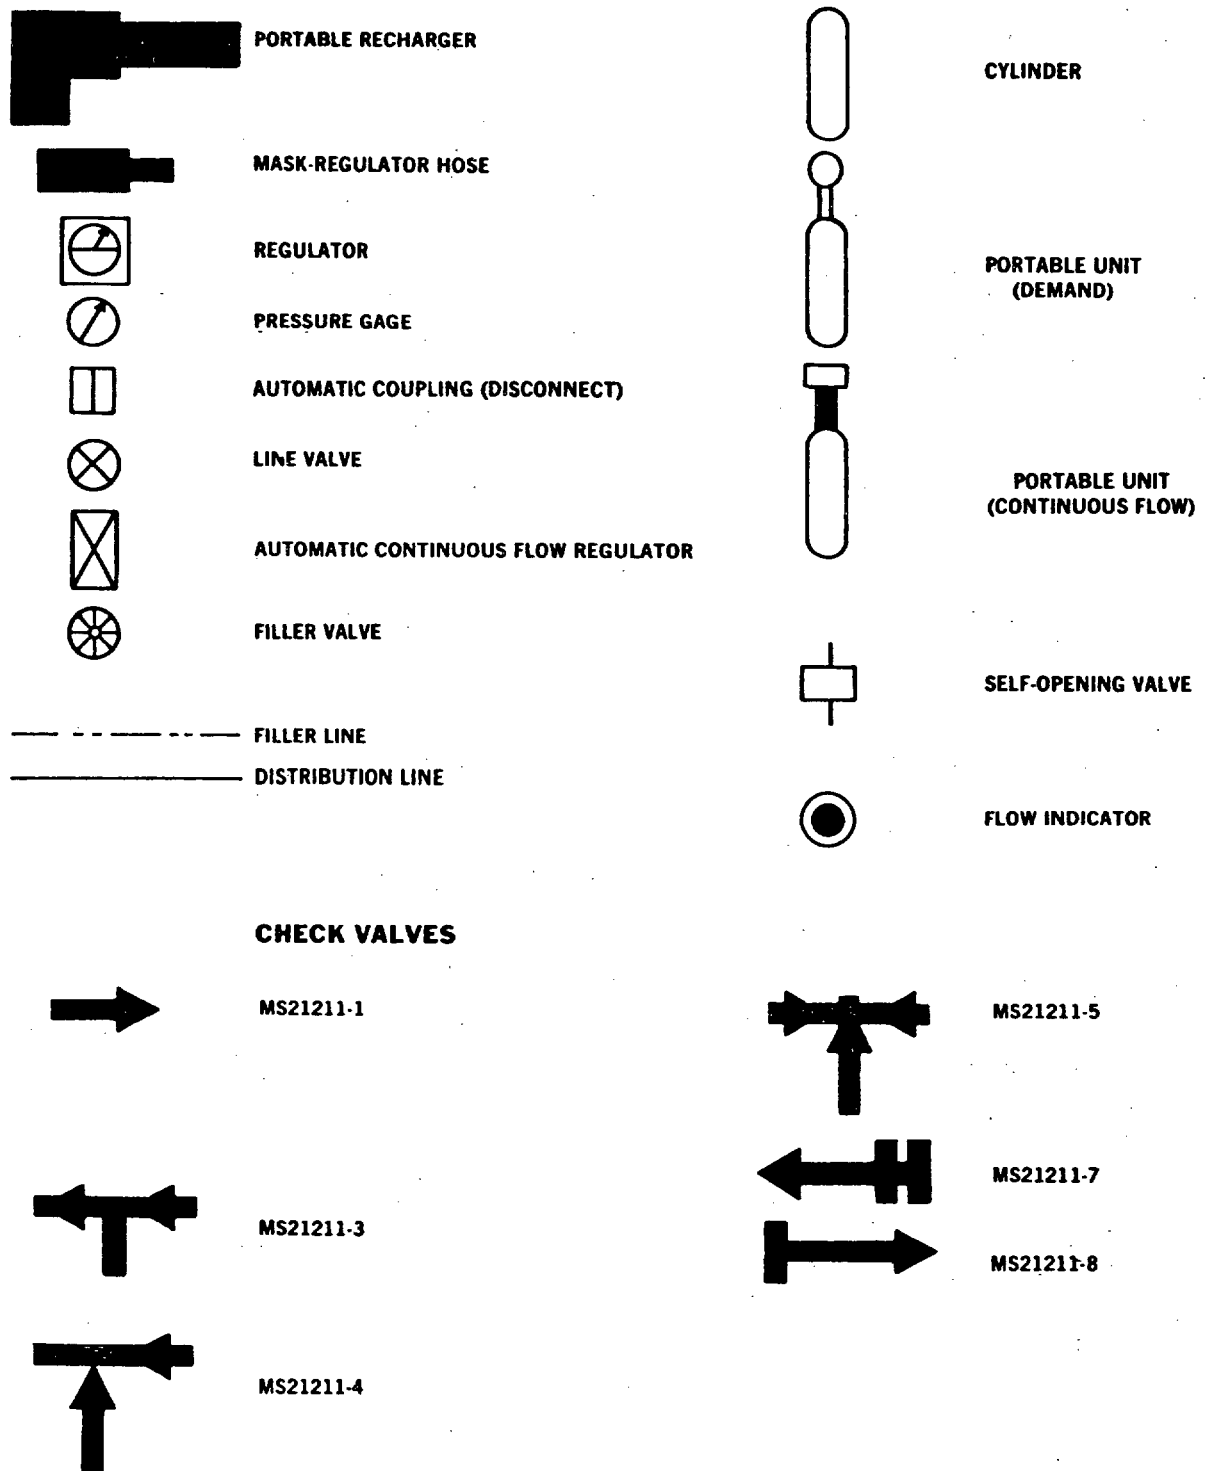 PORTABLE RECHARGER
MASK-REGULATOR HOSE
REGULATOR
PRESSURE GAGE
AUTOMATIC COUPLING (DISCONNECT)
LINE VALVE
AUTOMATIC CONTINUOUS FLOW REGULATOR
FILLER VALVE
FILLER LINE
DISTRIBUTION LINE
CYLINDER
PORTABLE UNIT
(DEMAND)
PORTABLE UNIT
(CONTINUOUS FLOW)
SELF-OPENING VALVE
FLOW INDICATOR
CHECK VALVES
MS21211-1
MS21211-3
MS21211-4
MS21211-5
MS21211-7
MS21211-8